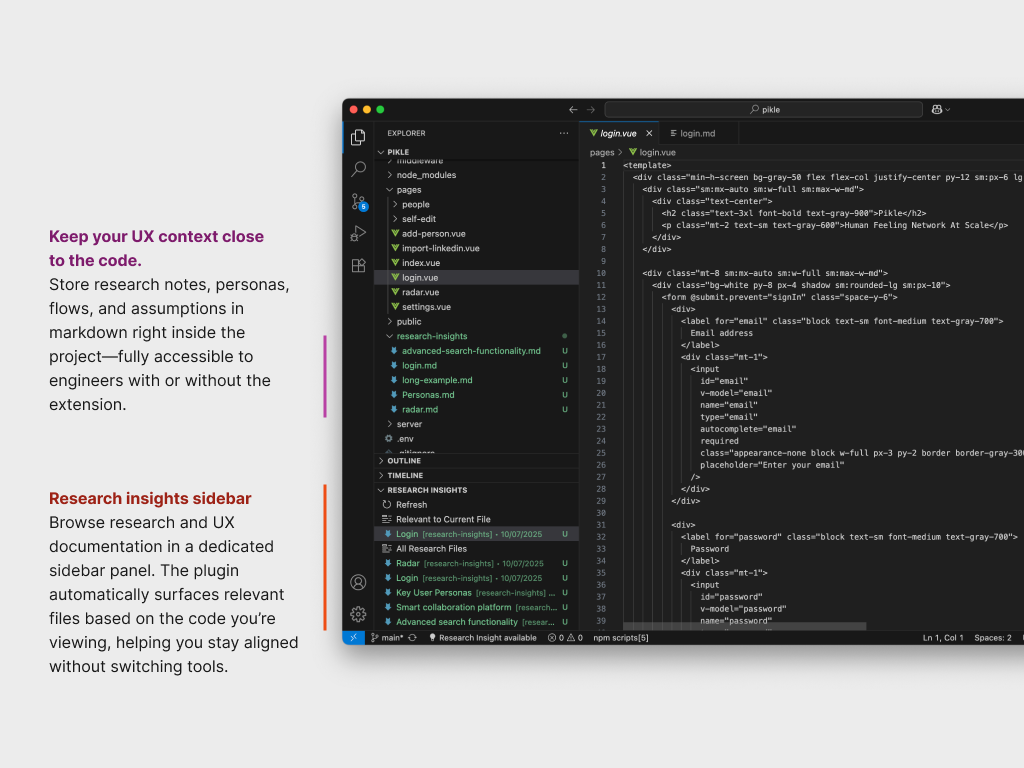 Keep your UX context close
to the code.
Store research notes, personas,
flows, and assumptions in
markdown right inside the
project—fully accessible to
engineers with or without the
extension.
Research insights sidebar
Browse research and UX
documentation in a dedicated
sidebar panel. The plugin
automatically surfaces relevant
files based on the code you're
viewing, helping you stay aligned
without switching tools.
pikle
EXPLORER
PIKLE
middleware
node_modules
pages
people
self-edit
add-person.vue
import-linkedin.vue
index.vue
login.vue
radar.vue
settings.vue
public
research-insights
advanced-search-functionality.md U
login.md U
long-example.md U
Personas.md U
radar.md U
server
.env
.gitignore
OUTLINE
TIMELINE
RESEARCH INSIGHTS
Refresh
Relevant to Current File
Login [research-insights] • 10/07/2025 U
All Research Files
Radar [research-insights] • 10/07/2025 U
Login [research-insights] • 10/07/2025 U
Key User Personas [research-insights] ... U
Smart collaboration platform [research... U
Advanced search functionality [resear... U
5
login.vue
login.md
pages > login.vue
1 <template>
2 <div class="min-h-screen bg-gray-50 flex flex-col justify-center py-12 sm:px-6 lg
3 <div class="sm:mx-auto sm:w-full sm:max-w-md">
4 <div class="text-center">
5 <h2 class="text-3xl font-bold text-gray-900">Pikle</h2>
6 <p class="mt-2 text-sm text-gray-600">Human Feeling Network At Scale</p>
7 </div>
8 </div>
9
10 <div class="mt-8 sm:mx-auto sm:w-full sm:max-w-md">
11 <div class="bg-white py-8 px-4 shadow sm:rounded-lg sm:px-10">
12 <form @submit.prevent="signIn" class="space-y-6">
13 <div>
14 <label for="email" class="block text-sm font-medium text-gray-700">
15 Email address
16 </label>
17 <div class="mt-1">
18 <input
19 id="email"
20 v-model="email"
21 name="email"
22 type="email"
23 autocomplete="email"
24 required
25 class="appearance-none block w-full px-3 py-2 border border-gray-300
26 placeholder="Enter your email"
27 />
28 </div>
29 </div>
30
31 <div>
32 <label for="password" class="block text-sm font-medium text-gray-700">
33 Password
34 </label>
35 <div class="mt-1">
36 <input
37 id="password"
38 v-model="password"
39 name="password"
main* Research Insight available 0 0 npm scripts[5] Ln 1, Col 1 Spaces: 2